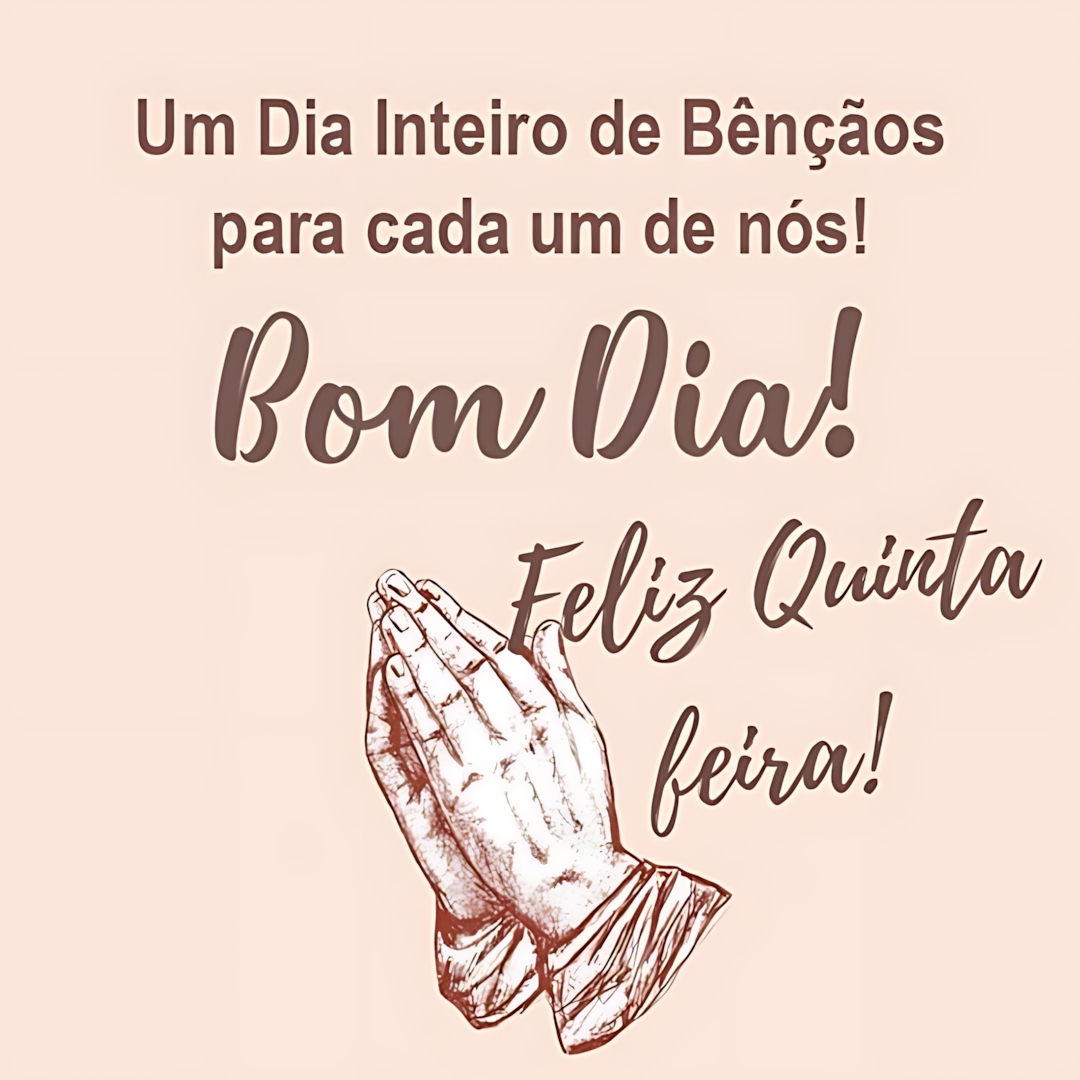 Um Dia Inteiro de Bênçãos
para cada um de nós!
Bom Dia!
Feliz Quinta
feira!